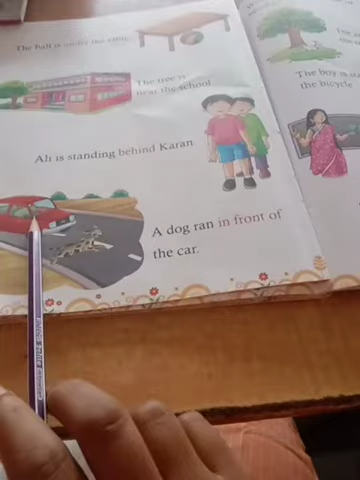 The ball is under the table.
The tree is
near the school
Ali is standing behind Karan
A dog ran in front of
the car.
The boy is
the bicycle